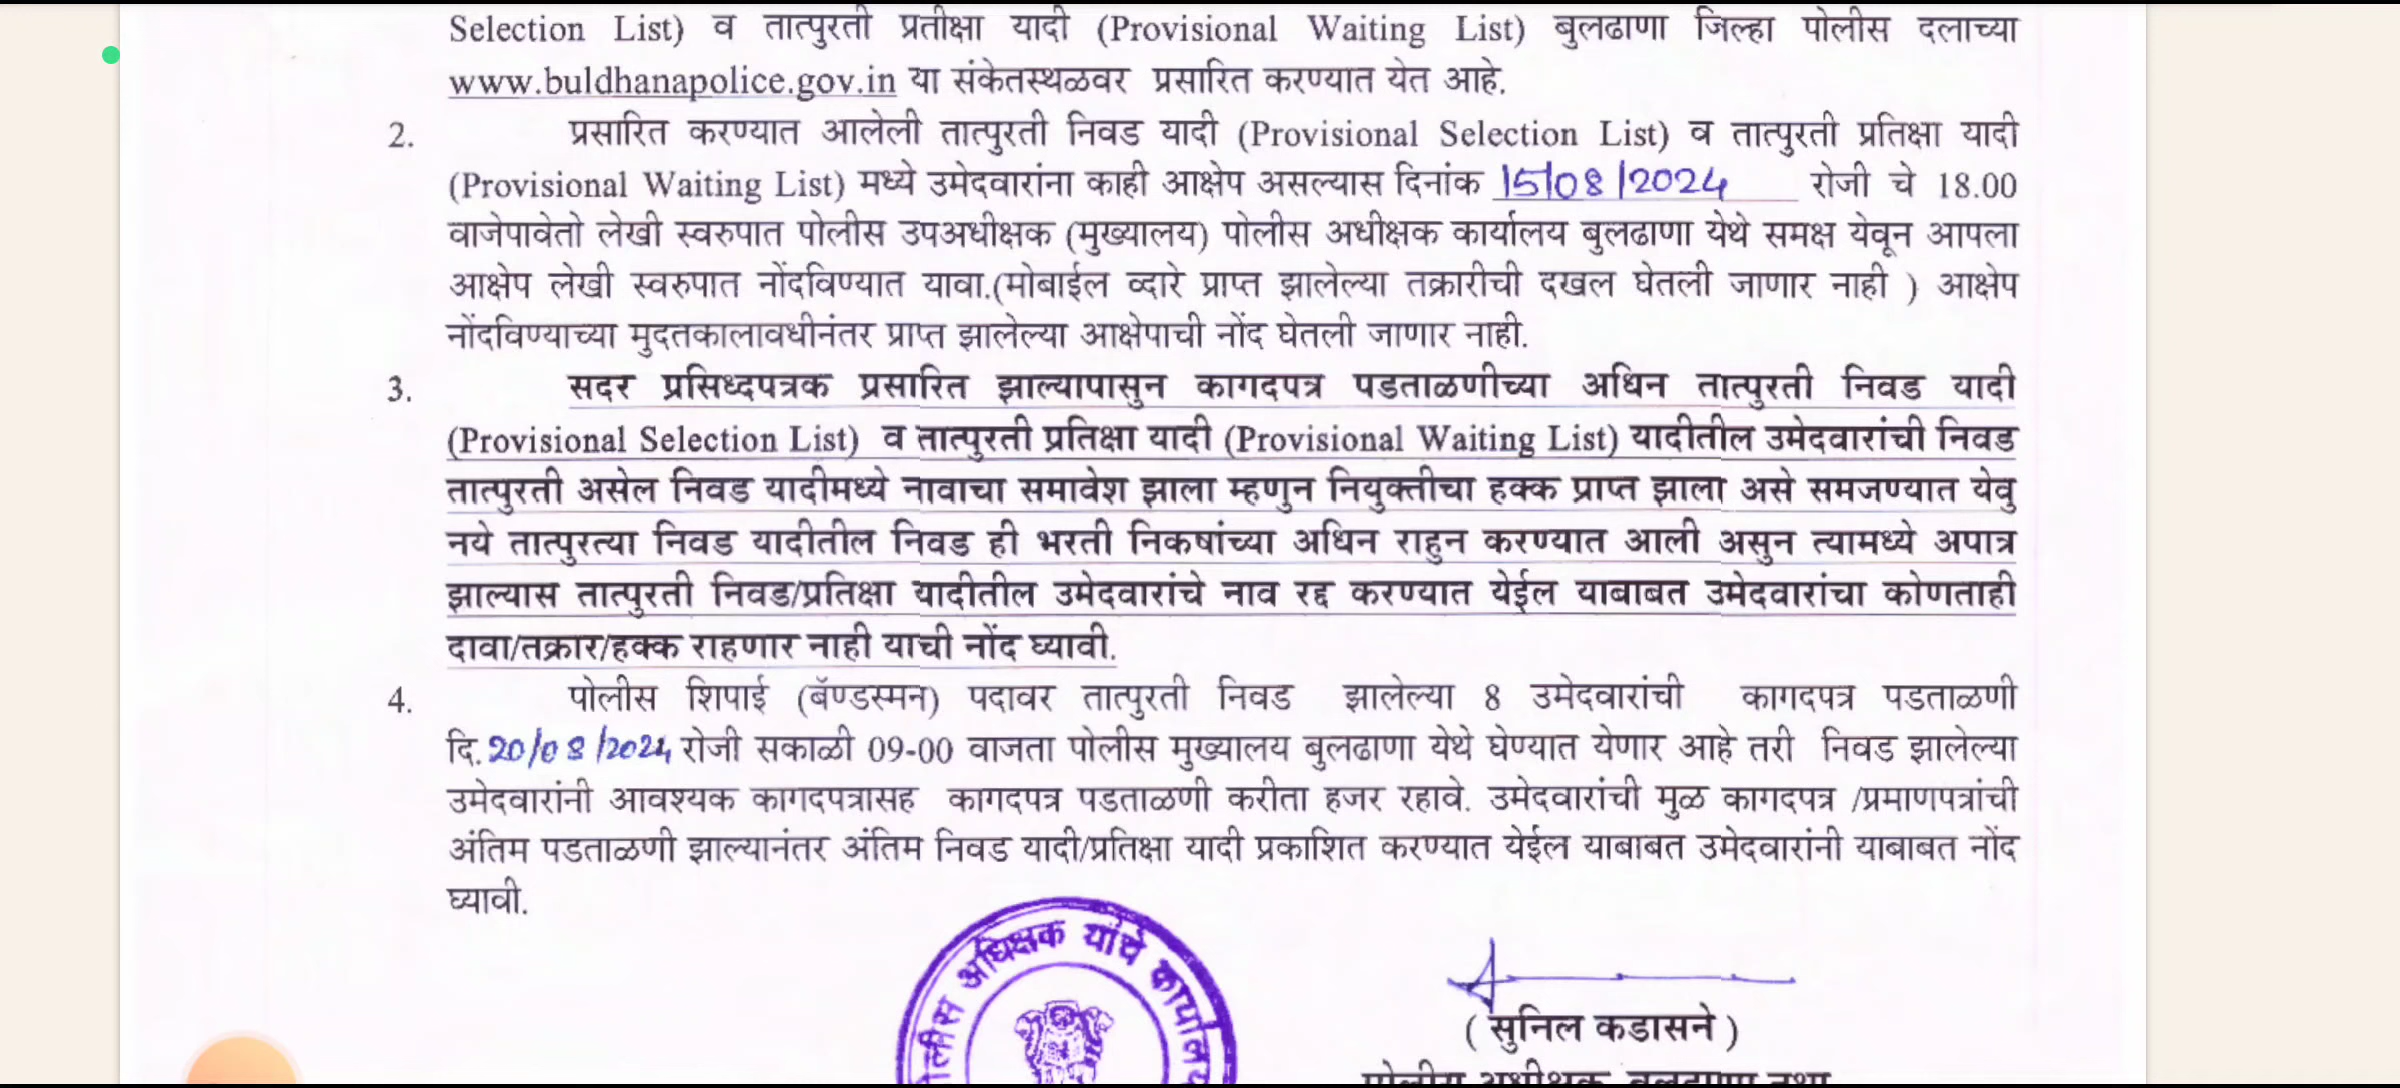 Selection List) व तात्पुरती प्रतीक्षा यादी (Provisional Waiting List) बुलढाणा जिल्हा पोलीस दलाच्या
www.buldhanapolice.gov.in या संकेतस्थळवर प्रसारित करण्यात येत आहे.
2. प्रसारित करण्यात आलेली तात्पुरती निवड यादी (Provisional Selection List) व तात्पुरती प्रतिक्षा यादी
(Provisional Waiting List) मध्ये उमेदवारांना काही आक्षेप असल्यास दिनांक 15/08/2024 रोजी चे 18.00
वाजेपावेतो लेखी स्वरुपात पोलीस उपअधीक्षक (मुख्यालय) पोलीस अधीक्षक कार्यालय बुलढाणा येथे समक्ष येवून आपला
आक्षेप लेखी स्वरुपात नोंदविण्यात यावा.(मोबाईल व्दारे प्राप्त झालेल्या तक्रारीची दखल घेतली जाणार नाही ) आक्षेप
नोंदविण्याच्या मुदतकालावधीनंतर प्राप्त झालेल्या आक्षेपाची नोंद घेतली जाणार नाही.
3. सदर प्रसिध्दपत्रक प्रसारित झाल्यापासुन कागदपत्र पडताळणीच्या अधिन तात्पुरती निवड यादी
(Provisional Selection List) व तात्पुरती प्रतिक्षा यादी (Provisional Waiting List) यादीतील उमेदवारांची निवड
तात्पुरती असेल निवड यादीमध्ये नावाचा समावेश झाला म्हणुन नियुक्तीचा हक्क प्राप्त झाला असे समजण्यात येवु
नये तात्पुरत्या निवड यादीतील निवड ही भरती निकषांच्या अधिन राहुन करण्यात आली असुन त्यामध्ये अपात्र
झाल्यास तात्पुरती निवड/प्रतिक्षा यादीतील उमेदवारांचे नाव रद्द करण्यात येईल याबाबत उमेदवारांचा कोणताही
दावा/तक्रार/हक्क राहणार नाही याची नोंद घ्यावी.
4. पोलीस शिपाई (बॅण्डस्मन) पदावर तात्पुरती निवड झालेल्या 8 उमेदवारांची कागदपत्र पडताळणी
दि.20/08/2024 रोजी सकाळी 09-00 वाजता पोलीस मुख्यालय बुलढाणा येथे घेण्यात येणार आहे तरी निवड झालेल्या
उमेदवारांनी आवश्यक कागदपत्रासह कागदपत्र पडताळणी करीता हजर रहावे. उमेदवारांची मुळ कागदपत्र /प्रमाणपत्रांची
अंतिम पडताळणी झाल्यानंतर अंतिम निवड यादी/प्रतिक्षा यादी प्रकाशित करण्यात येईल याबाबत उमेदवारांनी याबाबत नोंद
घ्यावी.
पोलीस अधिक्षक यांचे कार्यालय
( सुनिल कडासने )
पोलीस अधीक्षक, बुलढाणा तथा